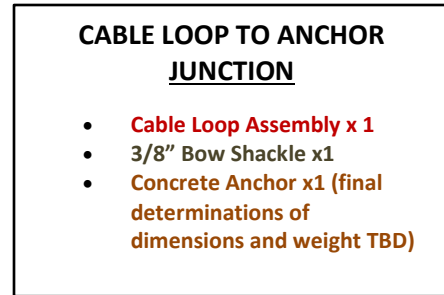 CABLE LOOP TO ANCHOR
JUNCTION
• Cable Loop Assembly x 1
• 3/8” Bow Shackle x1
• Concrete Anchor x1 (final
determinations of
dimensions and weight TBD)